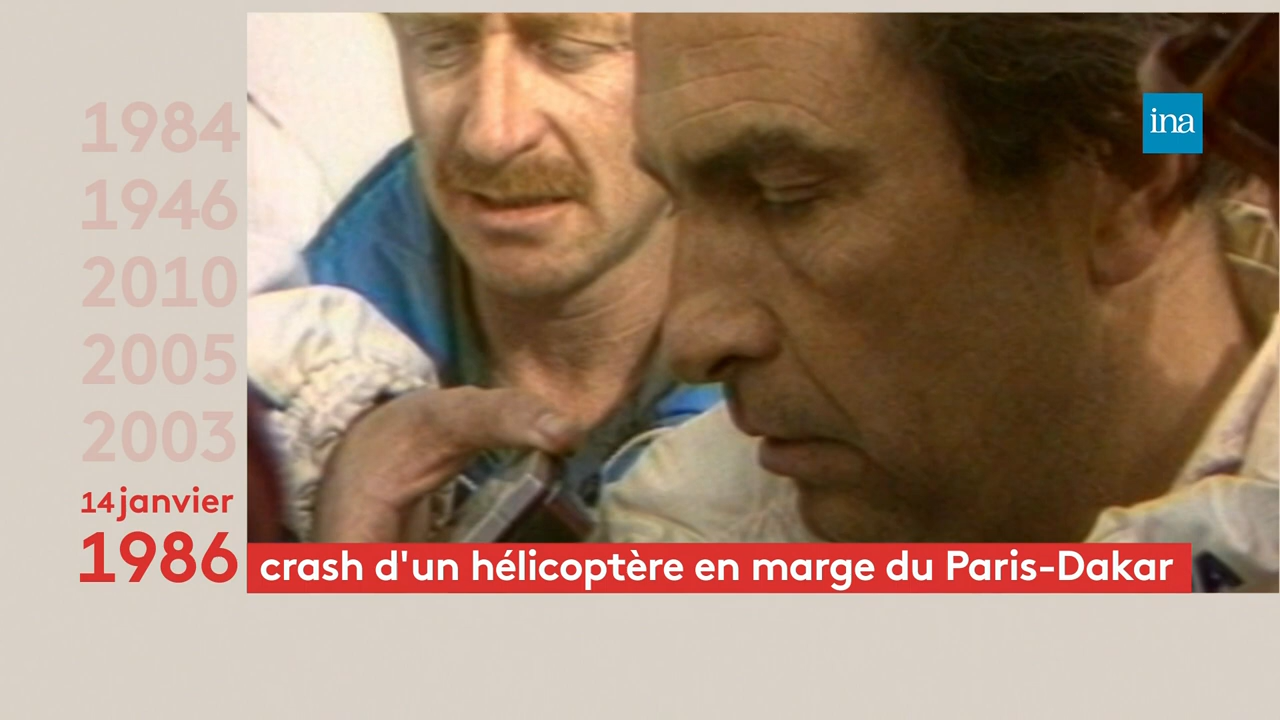 1984
1946
2010
2005
2003
14 janvier
1986
crash d'un hélicoptère en marge du Paris-Dakar
ina